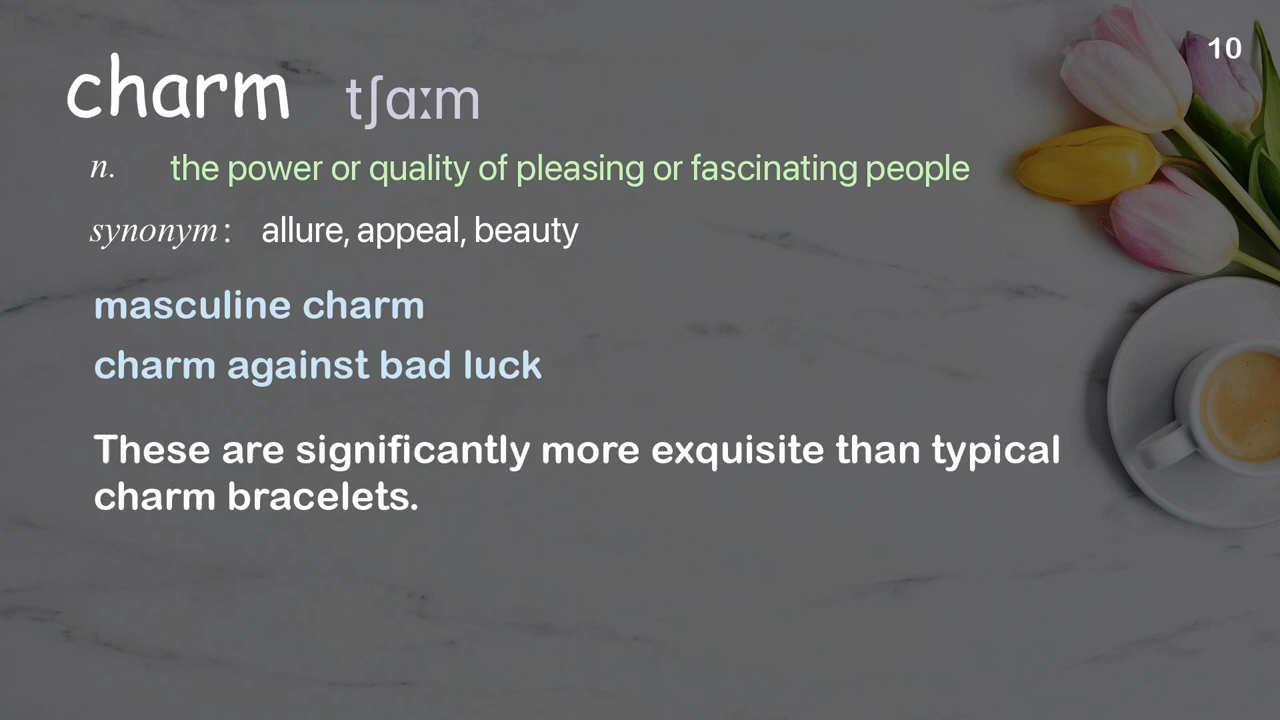 10
charm tʃɑːm
n. the power or quality of pleasing or fascinating people
synonym: allure, appeal, beauty
masculine charm
charm against bad luck
These are significantly more exquisite than typical
charm bracelets.